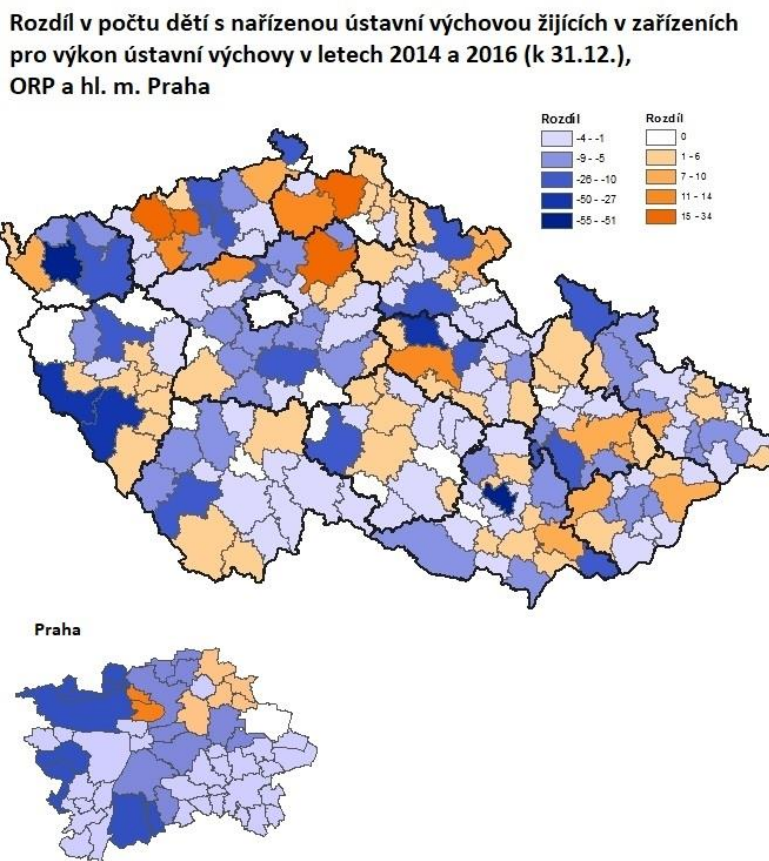 Rozdíl v počtu dětí s nařízenou ústavní výchovou žijících v zařízeních
pro výkon ústavní výchovy v letech 2014 a 2016 (k 31.12.),
ORP a hl. m. Praha
Rozdíl
-4 - -1
-9 - -5
-26 - -10
-50 - -27
-55 - -51
Rozdíl
0
1 - 6
7 - 10
11 - 14
15 - 34
Praha